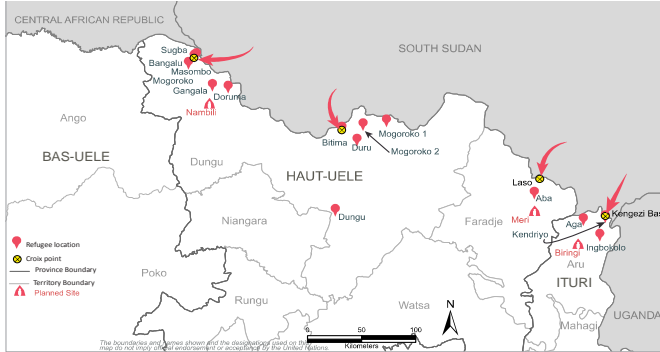 CENTRAL AFRICAN REPUBLIC
SOUTH SUDAN
Sugba
Bangalu
Masombo
Mogoroko
Gangala
Doruma
Nambili
Ango
BAS-UELE
Dungu
Bitima
Duru
Mogoroko 1
Mogoroko 2
HAUT-UELE
Laso
Aba
Meri
Kengezi Bas
Aga
Kendriyo
Faradje
Niangara
Dungu
Ingbokolo
Biringi
Aru
ITURI
Poko
Rungu
Watsa
Mahagi
UGANDA
Refugee location
Croix point
Province Boundary
Territory Boundary
Planned Site
N
0 50 100
Kilometers
The boundaries and names shown and the designations used on this
map do not imply official endorsement or acceptance by the United Nations.